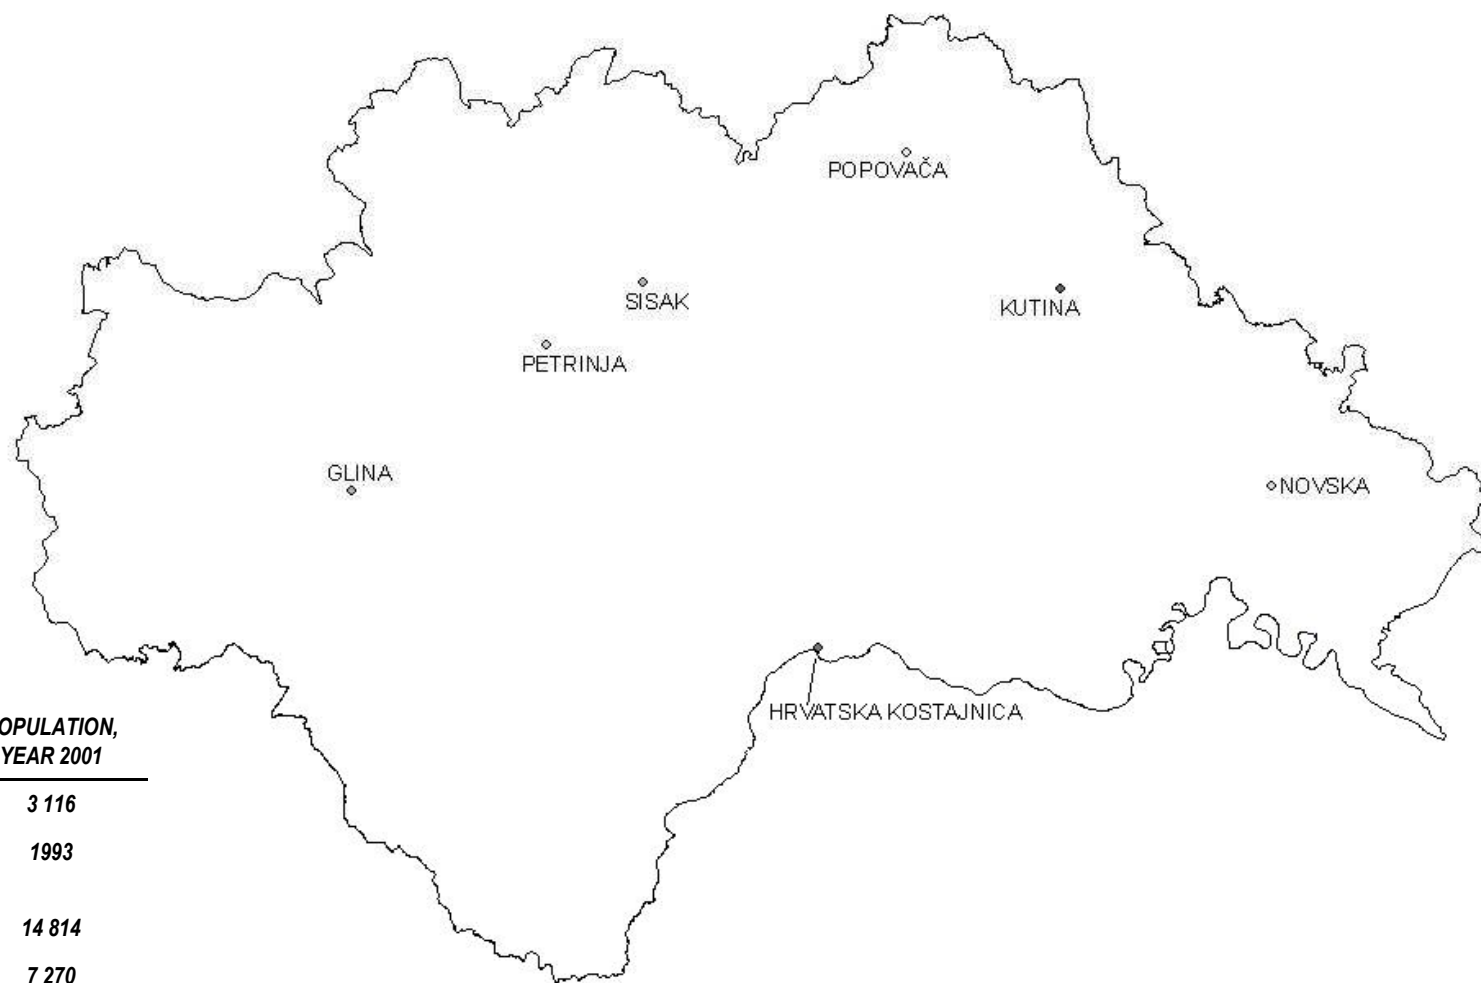 POPOVAČA
SISAK
KUTINA
PETRINJA
GLINA
NOVSKA
HRVATSKA KOSTAJNICA
OPULATION,
YEAR 2001
3 116
1993
14 814
7 270